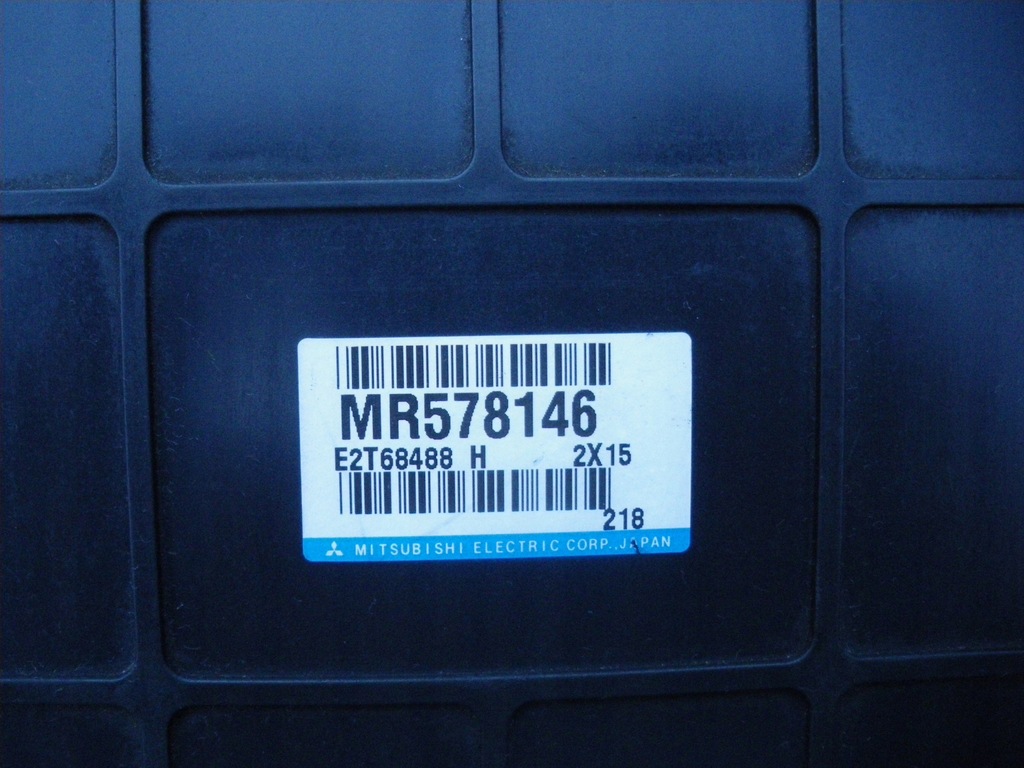 MR578146
E2T68488 H 2X15
218
MITSUBISHI ELECTRIC CORP.,JAPAN